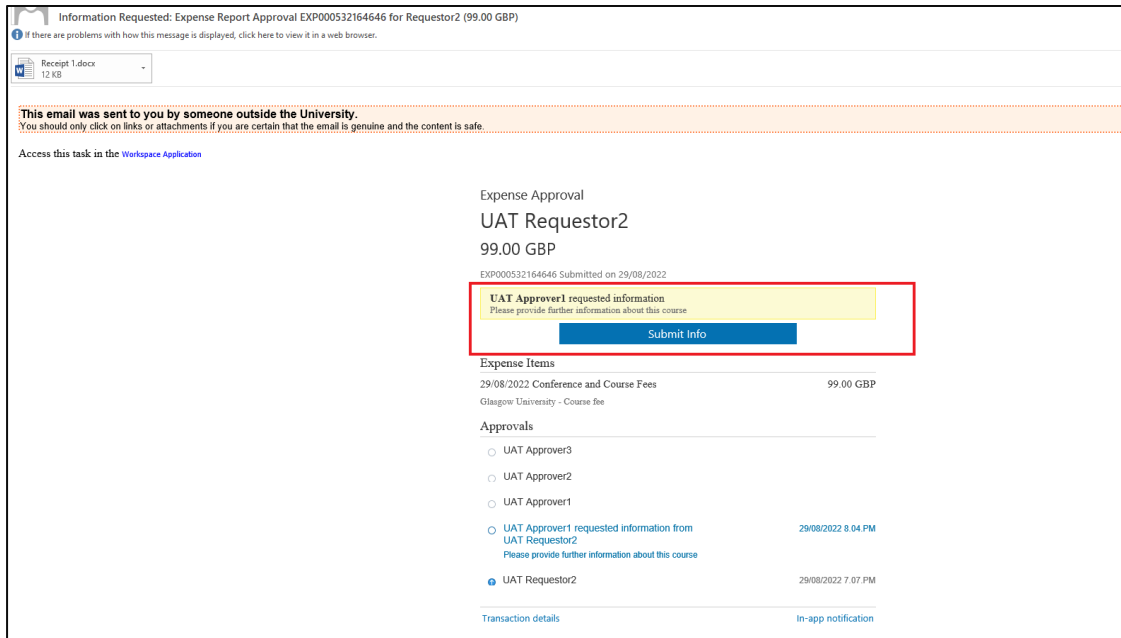 Information Requested: Expense Report Approval EXP000532164646 for Requestor2 (99.00 GBP)
If there are problems with how this message is displayed, click here to view it in a web browser.
Receipt 1.docx
12 KB
This email was sent to you by someone outside the University.
You should only click on links or attachments if you are certain that the email is genuine and the content is safe.
Access this task in the Workspace Application
Expense Approval
UAT Requestor2
99.00 GBP
EXP000532164646 Submitted on 29/08/2022
UAT Approver1 requested information
Please provide further information about this course
Submit Info
Expense Items
29/08/2022 Conference and Course Fees 99.00 GBP
Glasgow University - Course fee
Approvals
UAT Approver3
UAT Approver2
UAT Approver1
UAT Approver1 requested information from 29/08/2022 8.04.PM
UAT Requestor2
Please provide further information about this course
UAT Requestor2 29/08/2022 7.07.PM
Transaction details In-app notification